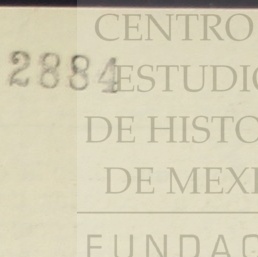 CENTRO
2884
ESTUDIO
DE HISTO
DE MEXI
FUNDAC